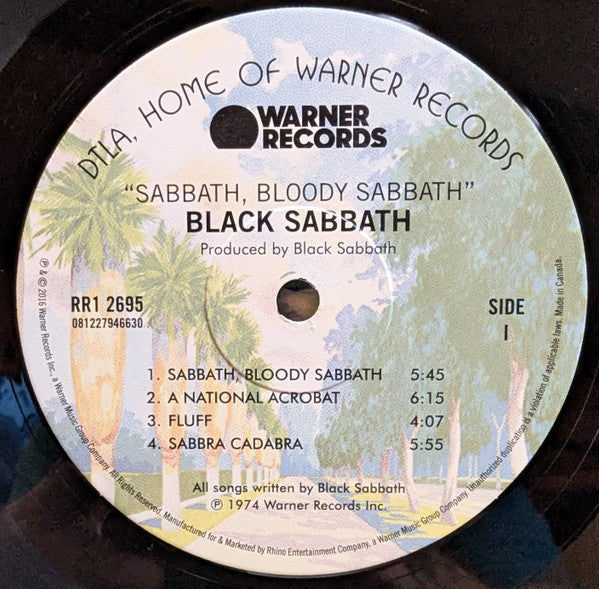 DTLA, HOME OF WARNER RECORDS
WARNER
RECORDS
"SABBATH, BLOODY SABBATH"
BLACK SABBATH
Produced by Black Sabbath
RR1 2695
081227946630
SIDE
1
1. SABBATH, BLOODY SABBATH 5:45
2. A NATIONAL ACROBAT 6:15
3. FLUFF 4:07
4. SABBRA CADABRA 5:55
All songs written by Black Sabbath
℗ 1974 Warner Records Inc.
℗ & © 2016 Warner Records Inc., a Warner Music Group Company. All Rights Reserved. Manufactured for & Marketed by Rhino Entertainment Company, a Warner Music Group Company. Unauthorized duplication is a violation of applicable laws. Made in Canada.